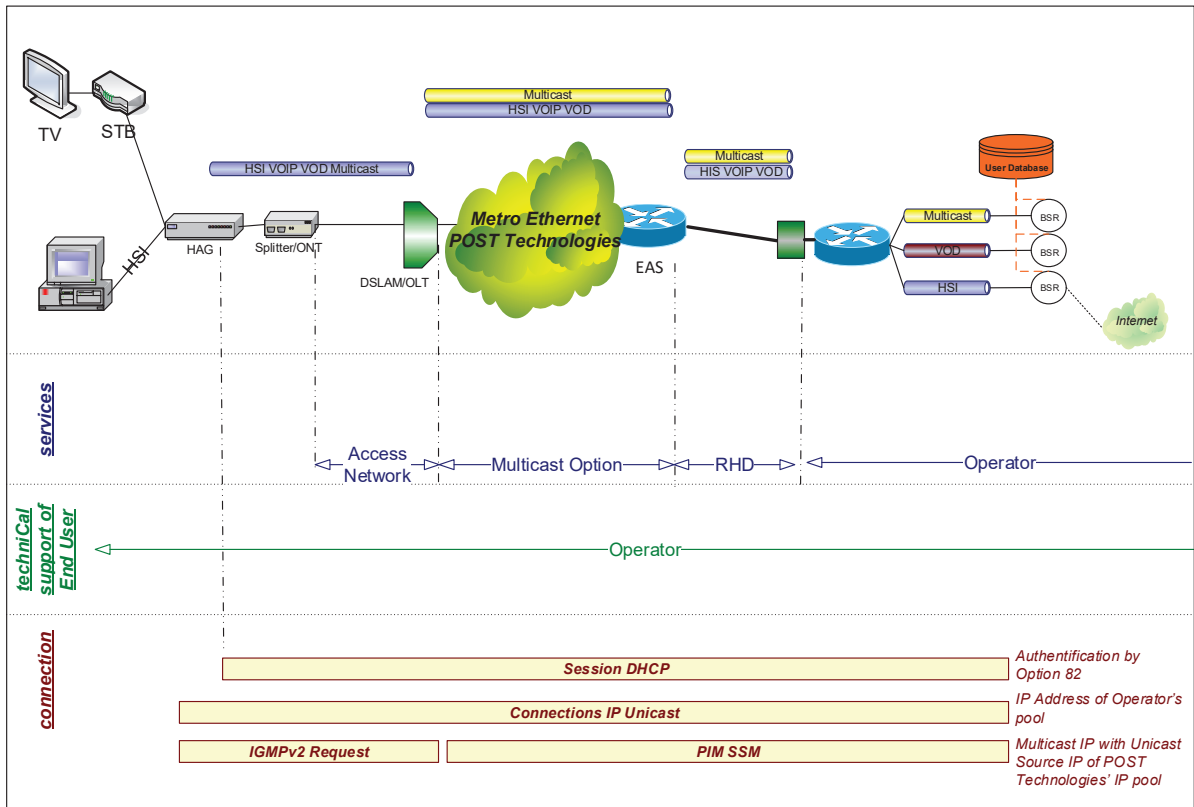 Multicast
HSI VOIP VOD
TV
STB
HSI VOIP VOD Multicast
Multicast
HIS VOIP VOD
User Database
Metro Ethernet
POST Technologies
Multicast
BSR
VOD
BSR
HSI
BSR
HSI
HAG
Splitter/ONT
DSLAM/OLT
EAS
Internet
services
Access
Network
Multicast Option
RHD
Operator
techniCal
support of
End User
Operator
connection
Session DHCP
Authentification by
Option 82
Connections IP Unicast
IP Address of Operator's
pool
IGMPv2 Request
PIM SSM
Multicast IP with Unicast
Source IP of POST
Technologies' IP pool